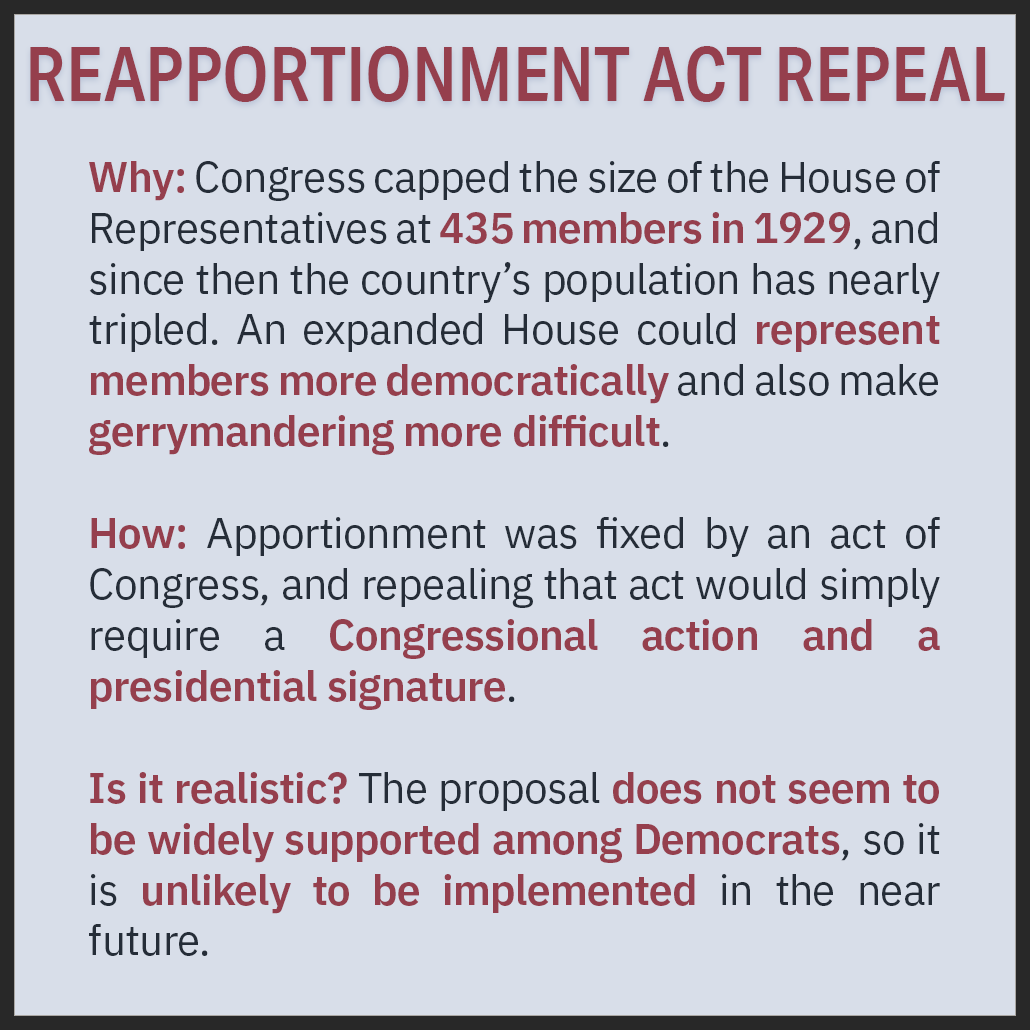 REAPPORTIONMENT ACT REPEAL
Why: Congress capped the size of the House of
Representatives at 435 members in 1929, and
since then the country’s population has nearly
tripled. An expanded House could represent
members more democratically and also make
gerrymandering more difficult.
How: Apportionment was fixed by an act of
Congress, and repealing that act would simply
require a Congressional action and a
presidential signature.
Is it realistic? The proposal does not seem to
be widely supported among Democrats, so it
is unlikely to be implemented in the near
future.